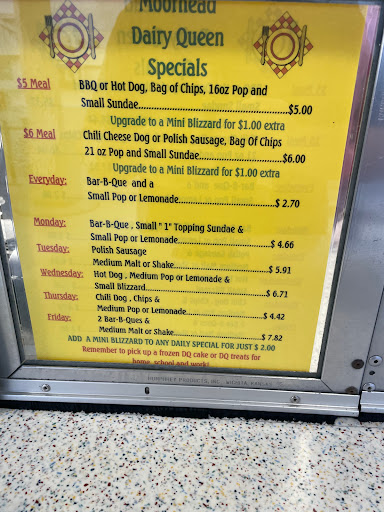 Moorhead
Dairy Queen
Specials
$5 Meal BBQ or Hot Dog, Bag of Chips, 16oz Pop and
Small Sundae...$5.00
Upgrade to a Mini Blizzard for $1.00 extra
$6 Meal Chili Cheese Dog or Polish Sausage, Bag Of Chips
21 oz Pop and Small Sundae...$6.00
Upgrade to a Mini Blizzard for $1.00 extra
Everyday: Bar-B-Que and a
Small Pop or Lemonade...$ 2.70
Monday: Bar-B-Que , Small " 1" Topping Sundae &
Small Pop or Lemonade...$ 4.66
Tuesday: Polish Sausage
Medium Malt or Shake...$ 5.91
Wednesday: Hot Dog , Medium Pop or Lemonade &
Small Blizzard...$ 6.71
Thursday: Chili Dog , Chips &
Medium Pop or Lemonade...$ 4.42
Friday: 2 Bar-B-Ques &
Medium Malt or Shake...$ 7.82
ADD A MINI BLIZZARD TO ANY DAILY SPECIAL FOR JUST $ 2.00
Remember to pick up a frozen DQ cake or DQ treats for
home, school and work!